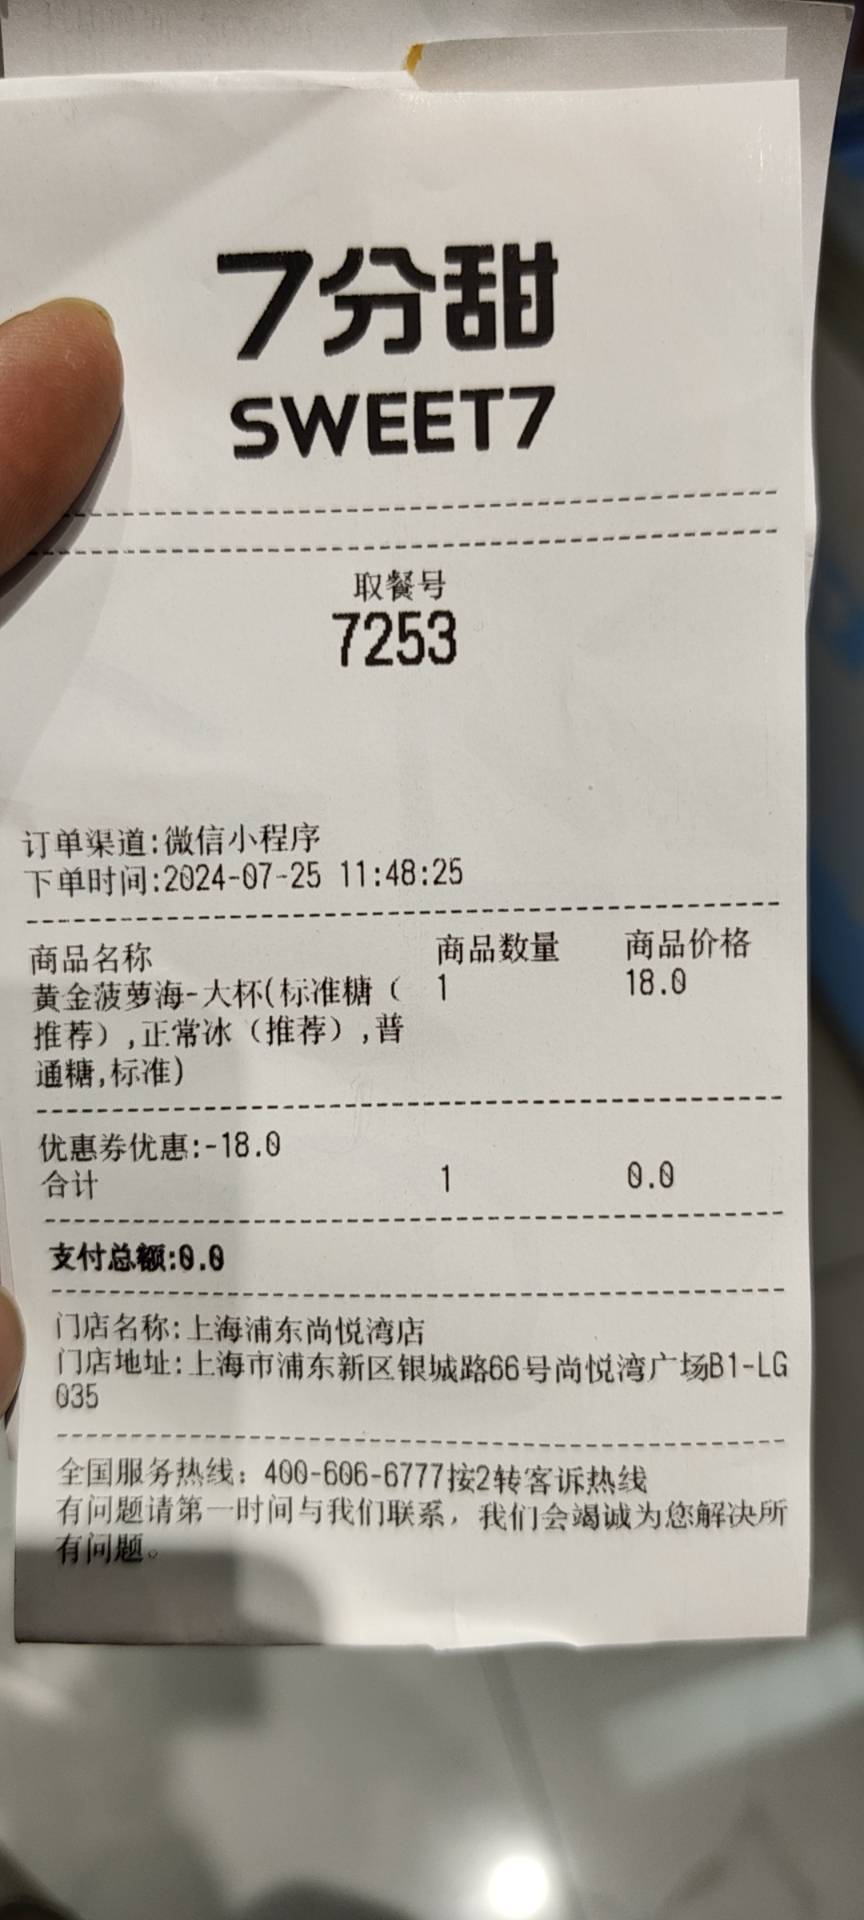 7分甜
SWEET7
取餐号
7253
订单渠道:微信小程序
下单时间:2024-07-25 11:48:25
商品名称 商品数量 商品价格
黄金菠萝海-大杯(标准糖（ 1 18.0
推荐）,正常冰（推荐）,普
通糖,标准)
优惠券优惠:-18.0
合计 1 0.0
支付总额:0.0
门店名称:上海浦东尚悦湾店
门店地址:上海市浦东新区银城路66号尚悦湾广场B1-LG
035
全国服务热线：400-606-6777按2转客诉热线
有问题请第一时间与我们联系，我们会竭诚为您解决所
有问题。